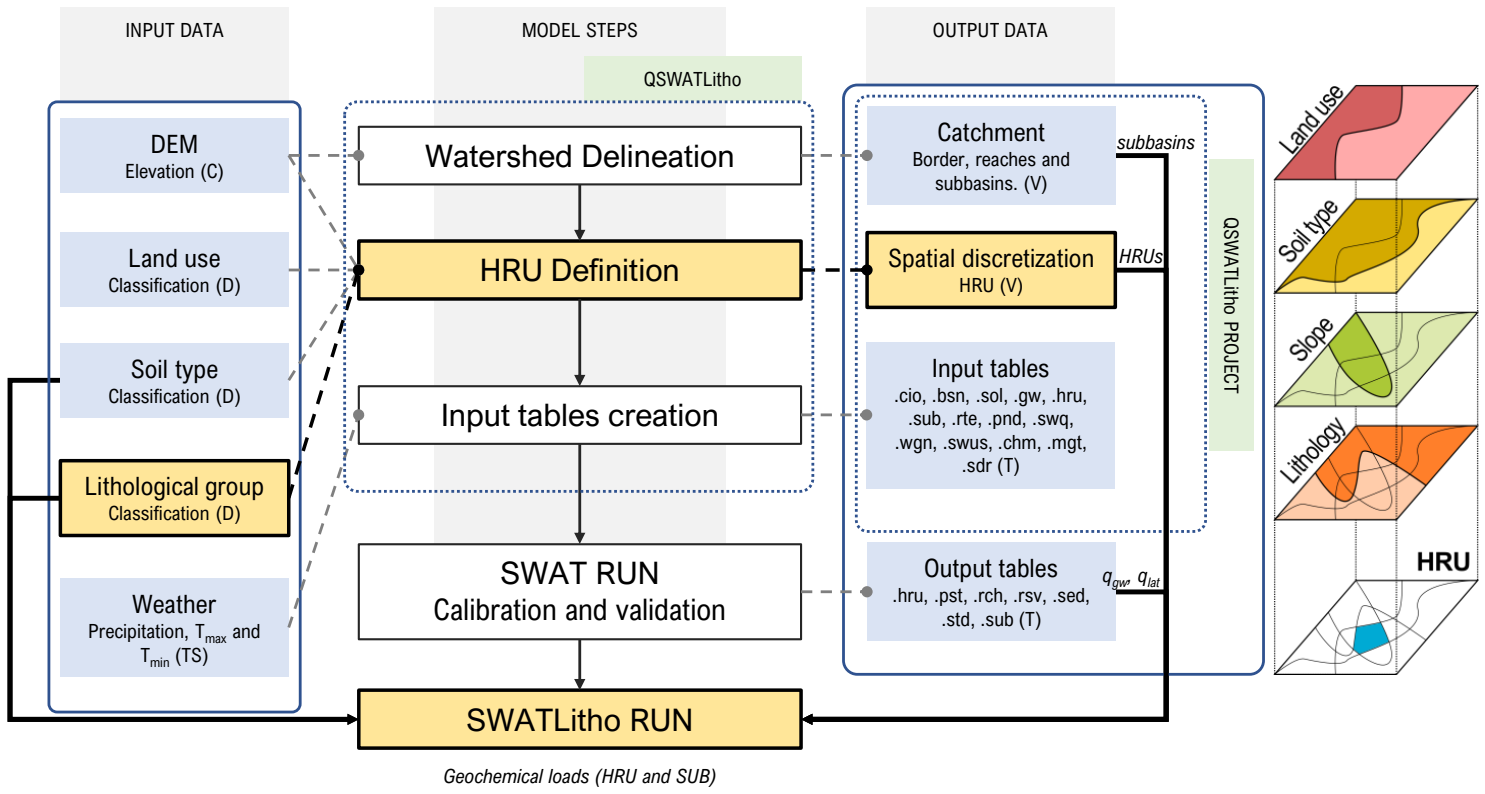 INPUT DATA
MODEL STEPS
OUTPUT DATA
QSWATLitho
DEM
Elevation (C)
Land use
Classification (D)
Soil type
Classification (D)
Lithological group
Classification (D)
Weather
Precipitation, Tmax and
Tmin (TS)
Watershed Delineation
HRU Definition
Input tables creation
SWAT RUN
Calibration and validation
SWATLitho RUN
Geochemical loads (HRU and SUB)
Catchment
Border, reaches and
subbasins. (V)
subbasins
Spatial discretization
HRU (V)
HRUs
Input tables
.cio, .bsn, .sol, .gw, .hru,
.sub, .rte, .pnd, .swq,
.wgn, .swus, .chm, .mgt,
.sdr (T)
Output tables
.hru, .pst, .rch, .rsv, .sed,
.std, .sub (T)
qgw, qlat
QSWATLitho PROJECT
Land use
Soil type
Slope
Lithology
HRU